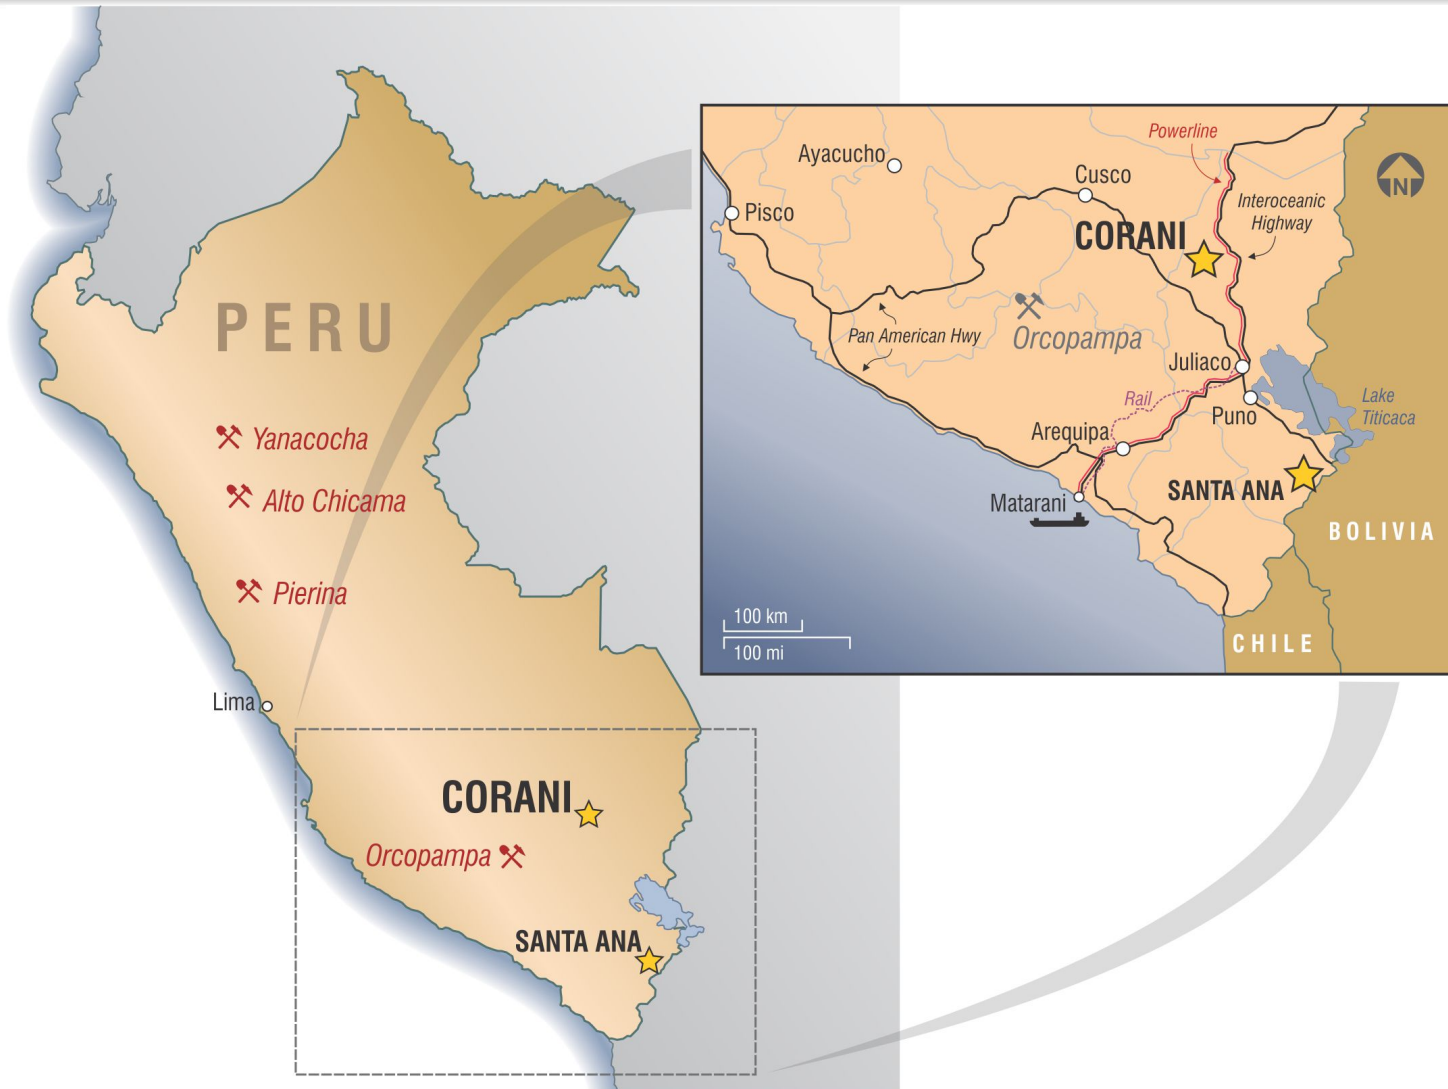 PERU
Yanacocha
Alto Chicama
Pierina
Lima
CORANI
Orcopampa
SANTA ANA
Powerline
Ayacucho
Cusco
N
Pisco
Interoceanic
Highway
CORANI
Pan American Hwy
Orcopampa
Juliaco
Rail
Puno
Lake
Titicaca
Arequipa
Matarani
SANTA ANA
BOLIVIA
100 km
100 mi
CHILE